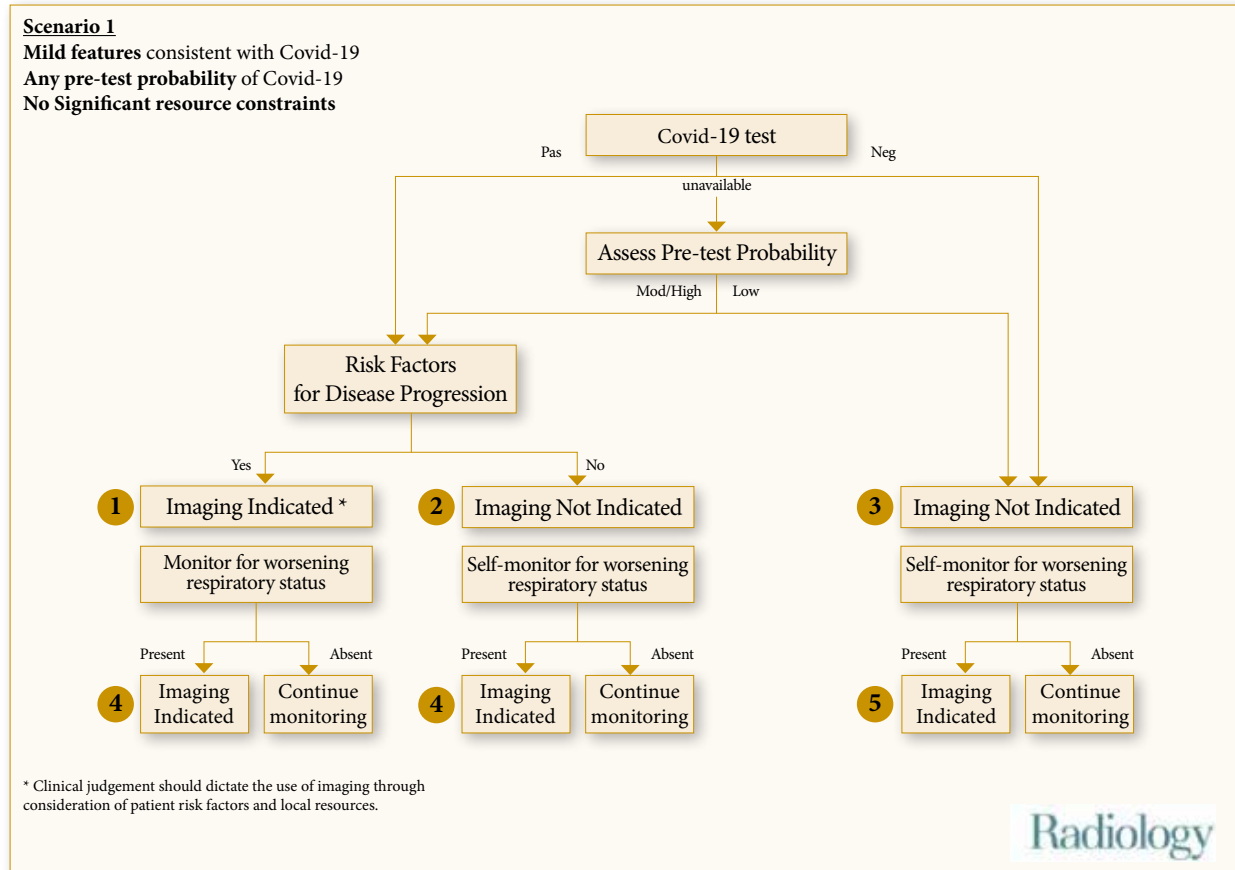 Scenario 1
Mild features consistent with Covid-19
Any pre-test probability of Covid-19
No Significant resource constraints
Covid-19 test
Pas
Neg
unavailable
Assess Pre-test Probability
Mod/High
Low
Risk Factors
for Disease Progression
Yes
No
1
Imaging Indicated *
2
Imaging Not Indicated
3
Imaging Not Indicated
Monitor for worsening
respiratory status
Self-monitor for worsening
respiratory status
Self-monitor for worsening
respiratory status
Present
Absent
Present
Absent
Present
Absent
4
Imaging
Indicated
Continue
monitoring
4
Imaging
Indicated
Continue
monitoring
5
Imaging
Indicated
Continue
monitoring
* Clinical judgement should dictate the use of imaging through
consideration of patient risk factors and local resources.
Radiology